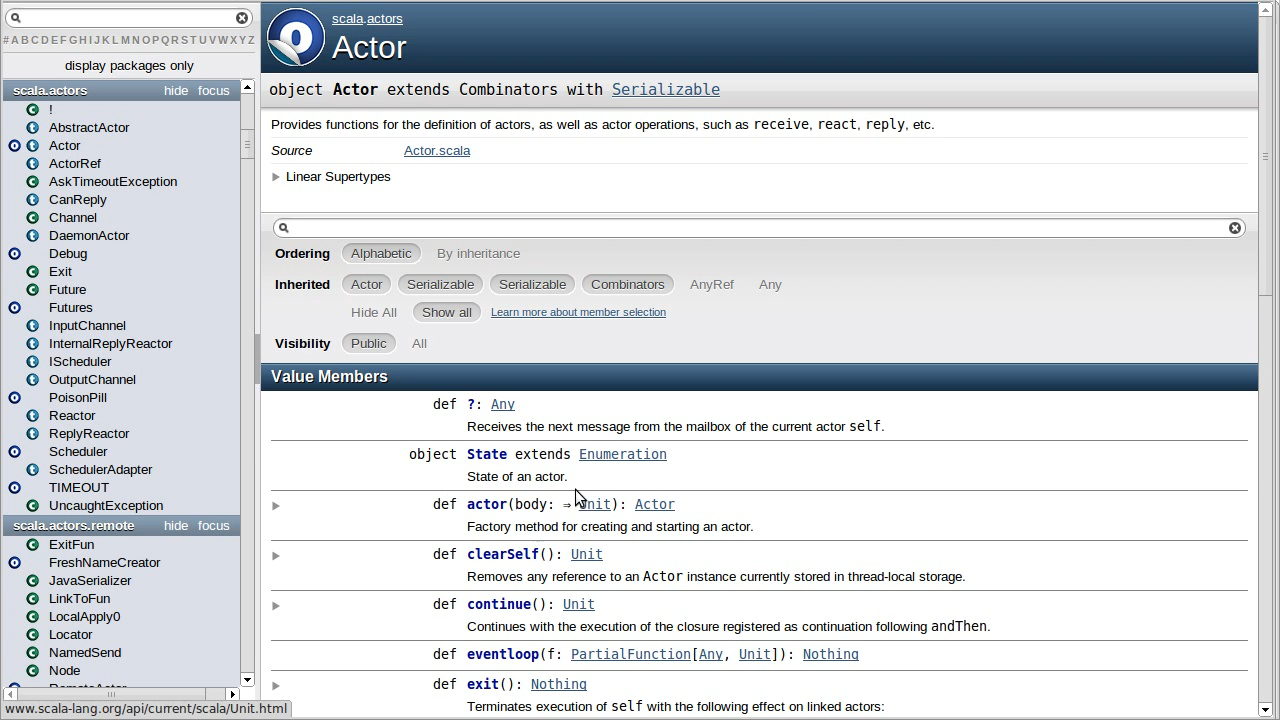 #ABCDEFGHIJKLMNOPQRSTUVWXYZ
display packages only
scala.actors hide focus
!
AbstractActor
Actor
ActorRef
AskTimeoutException
CanReply
Channel
DaemonActor
Debug
Exit
Future
Futures
InputChannel
InternalReplyReactor
IScheduler
OutputChannel
PoisonPill
Reactor
ReplyReactor
Scheduler
SchedulerAdapter
TIMEOUT
UncaughtException
scala.actors.remote hide focus
ExitFun
FreshNameCreator
JavaSerializer
LinkToFun
LocalApply0
Locator
NamedSend
Node
RemoteActor
www.scala-lang.org/api/current/scala/Unit.html
scala.actors
Actor
object Actor extends Combinators with Serializable
Provides functions for the definition of actors, as well as actor operations, such as receive, react, reply, etc.
Source Actor.scala
Linear Supertypes
Ordering Alphabetic By inheritance
Inherited Actor Serializable Serializable Combinators AnyRef Any
Hide All Show all Learn more about member selection
Visibility Public All
Value Members
def ?: Any
Receives the next message from the mailbox of the current actor self.
object State extends Enumeration
State of an actor.
def actor(body: ⇒ Unit): Actor
Factory method for creating and starting an actor.
def clearSelf(): Unit
Removes any reference to an Actor instance currently stored in thread-local storage.
def continue(): Unit
Continues with the execution of the closure registered as continuation following andThen.
def eventloop(f: PartialFunction[Any, Unit]): Nothing
def exit(): Nothing
Terminates execution of self with the following effect on linked actors: